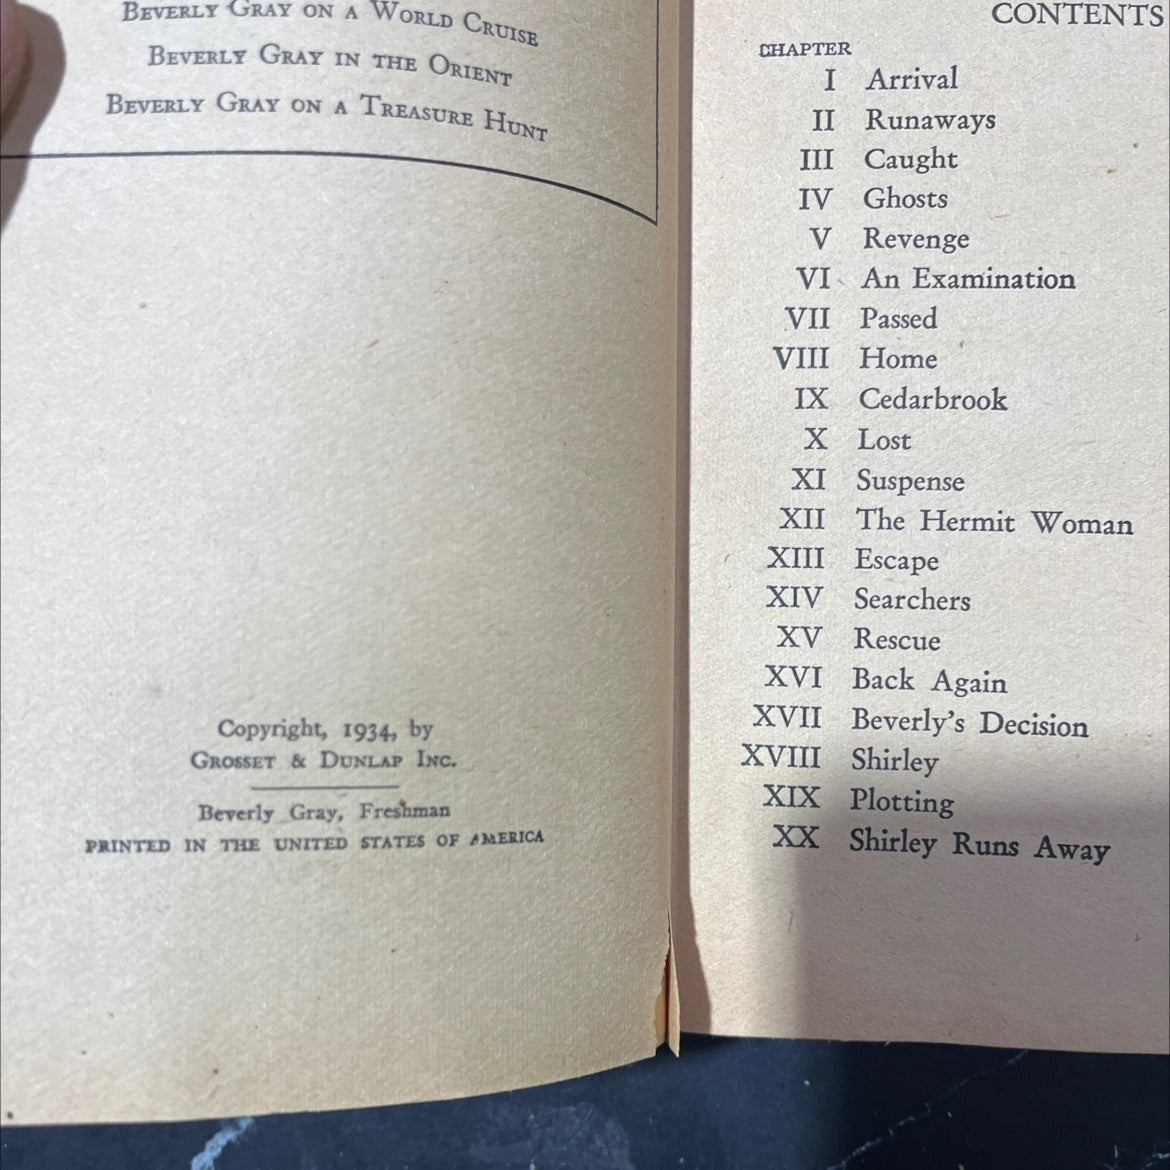 Beverly Gray on a World Cruise
Beverly Gray in the Orient
Beverly Gray on a Treasure Hunt
Copyright, 1934, by
Grosset & Dunlap Inc.
Beverly Gray, Freshman
PRINTED IN THE UNITED STATES OF AMERICA
CONTENTS
CHAPTER
I Arrival
II Runaways
III Caught
IV Ghosts
V Revenge
VI An Examination
VII Passed
VIII Home
IX Cedarbrook
X Lost
XI Suspense
XII The Hermit Woman
XIII Escape
XIV Searchers
XV Rescue
XVI Back Again
XVII Beverly's Decision
XVIII Shirley
XIX Plotting
XX Shirley Runs Away